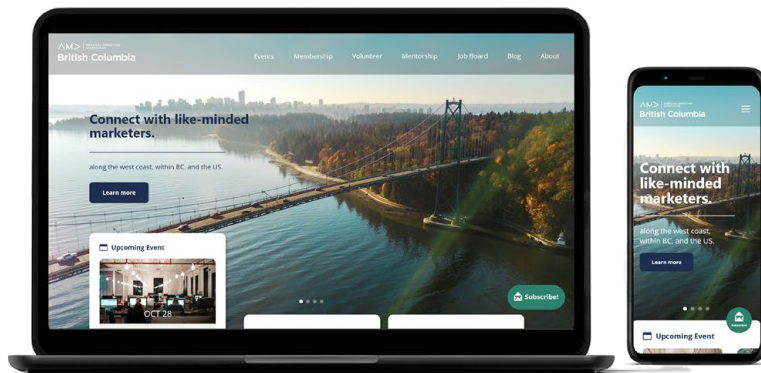 AMA
British Columbia
Events Membership Volunteer Mentorship Job Board Blog About
Connect with like-minded
marketers.
along the west coast, within BC, and the US.
Learn more
Upcoming Event
OCT 28
Subscribe!
AMA
British Columbia
Connect with
like-minded
marketers.
along the west coast,
within BC, and the US.
Learn more
Upcoming Event
Subscribe!